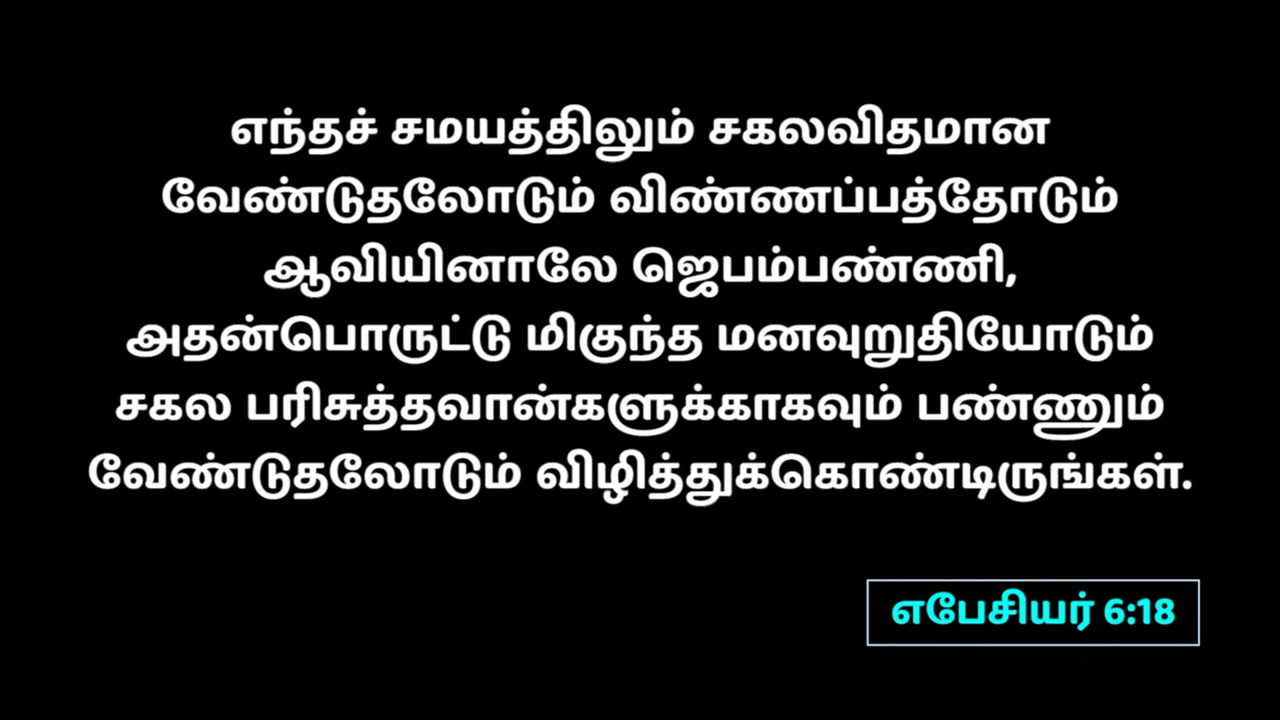 எந்தச் சமயத்திலும் சகலவிதமான
வேண்டுதலோடும் விண்ணப்பத்தோடும்
ஆவியினாலே ஜெபம்பண்ணி,
அதன்பொருட்டு மிகுந்த மனவுறுதியோடும்
சகல பரிசுத்தவான்களுக்காகவும் பண்ணும்
வேண்டுதலோடும் விழித்துக்கொண்டிருங்கள்.
எபேசியர் 6:18